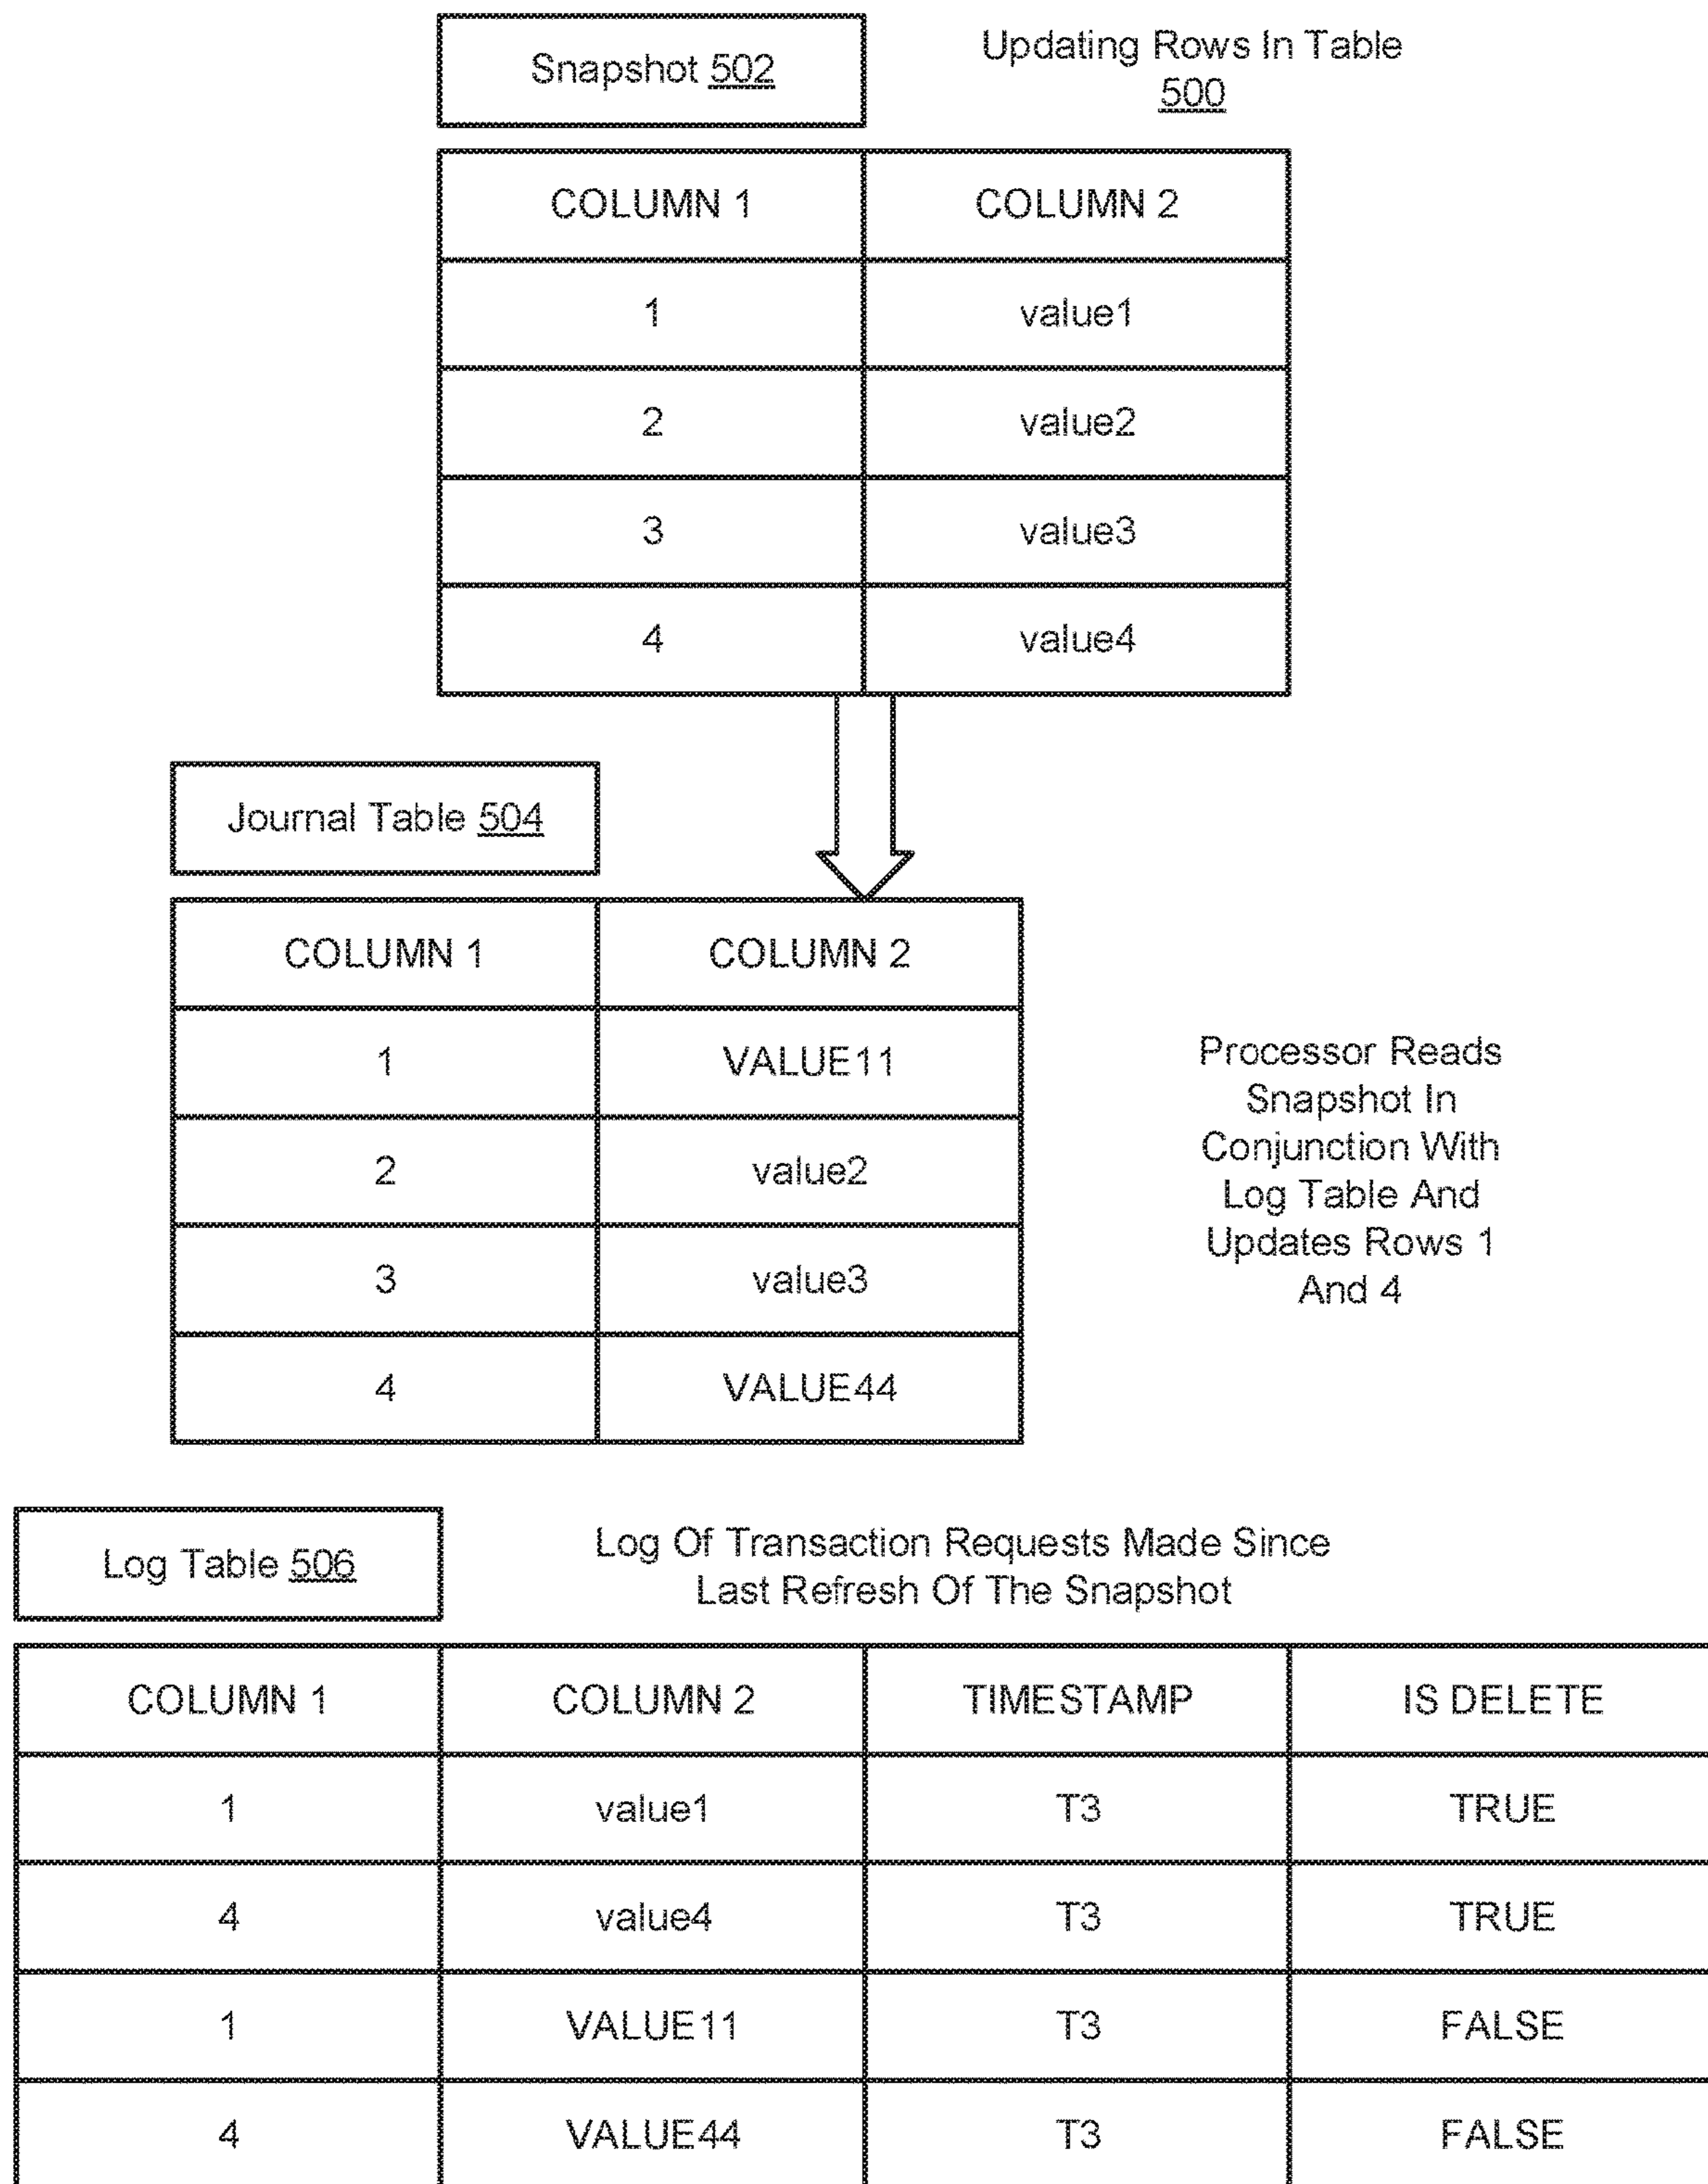 Snapshot 502
Updating Rows In Table
500
COLUMN 1 COLUMN 2
1 value1
2 value2
3 value3
4 value4
Journal Table 504
COLUMN 1 COLUMN 2
1 VALUE11
2 value2
3 value3
4 VALUE44
Processor Reads
Snapshot In
Conjunction With
Log Table And
Updates Rows 1
And 4
Log Table 506
Log Of Transaction Requests Made Since
Last Refresh Of The Snapshot
COLUMN 1 COLUMN 2 TIMESTAMP IS DELETE
1 value1 T3 TRUE
4 value4 T3 TRUE
1 VALUE11 T3 FALSE
4 VALUE44 T3 FALSE